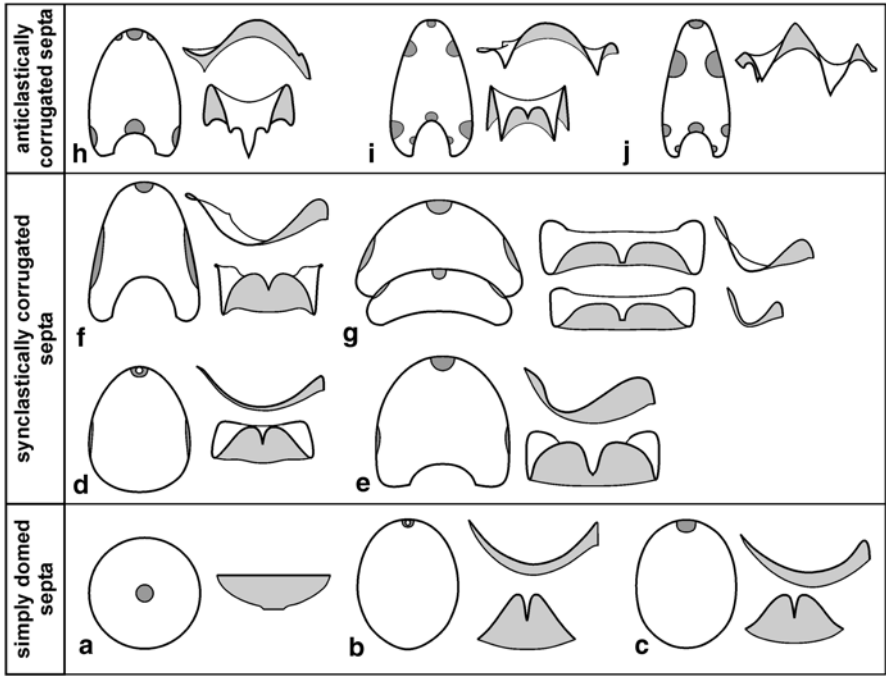 anticlastically
corrugated septa
h
i
j
synclastically corrugated
septa
f
g
d
e
simply domed
septa
a
b
c